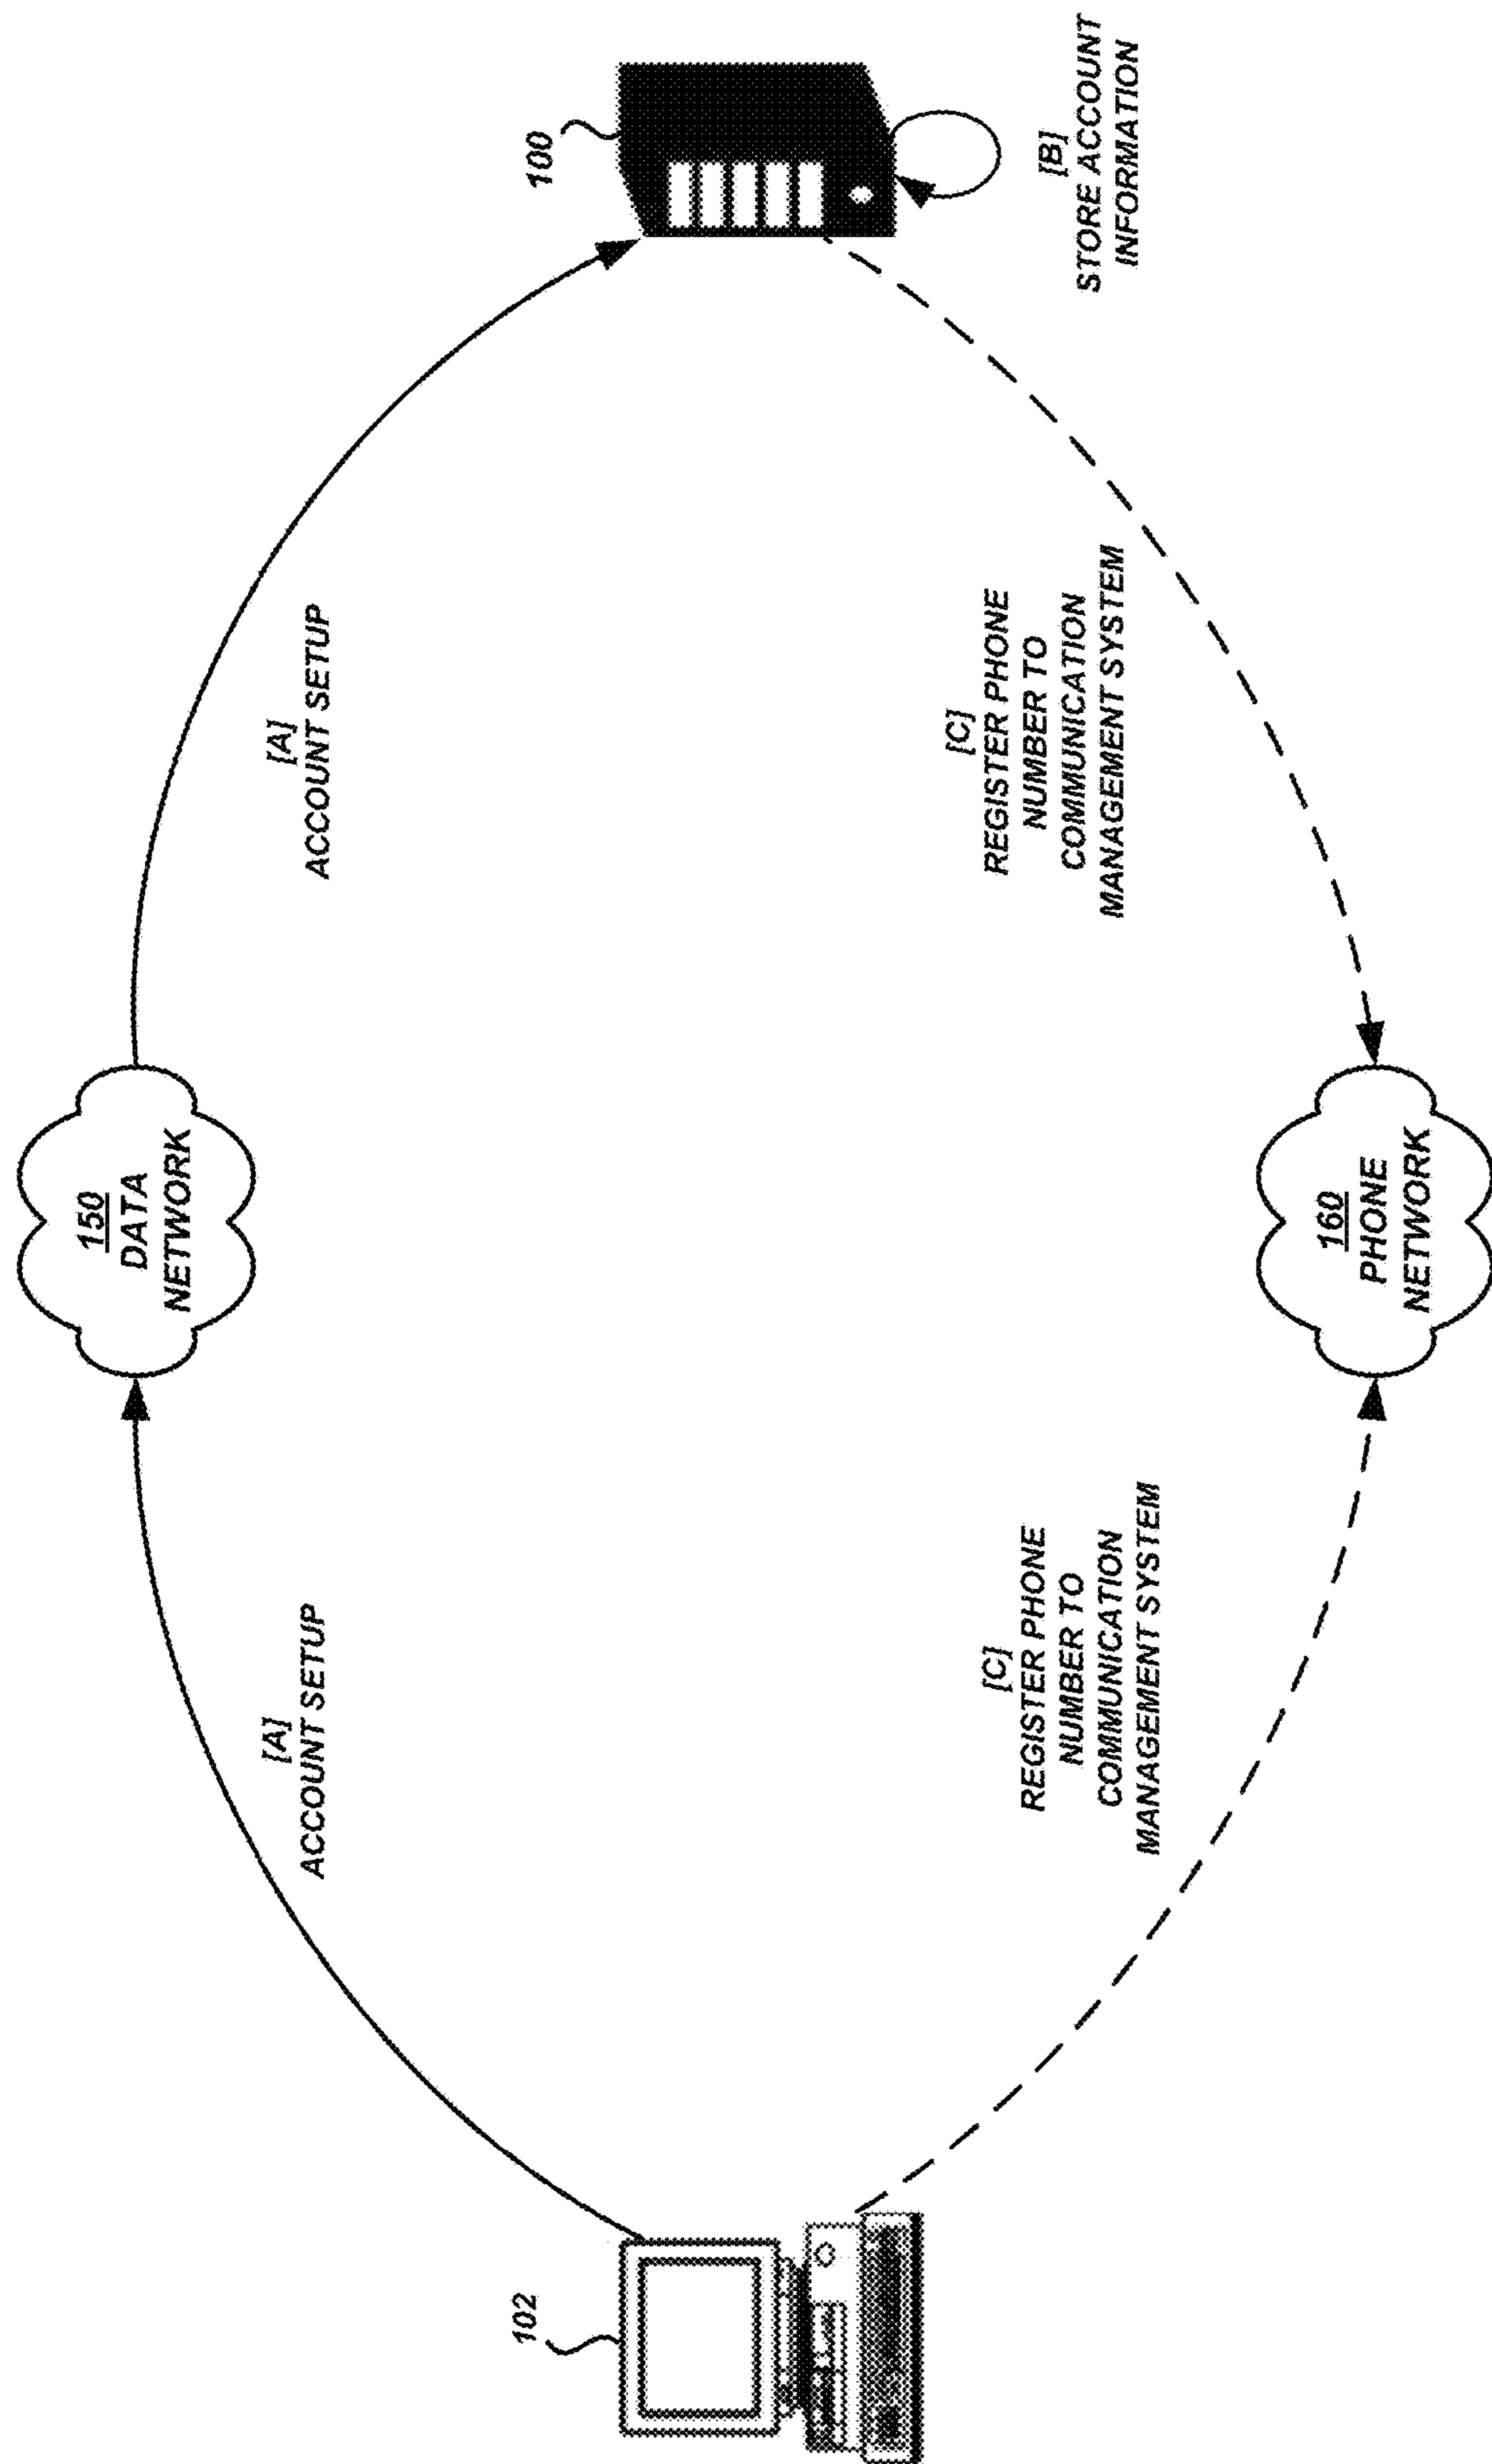 150
DATA
NETWORK
[A]
ACCOUNT SETUP
[A]
ACCOUNT SETUP
102
100
[B]
STORE ACCOUNT
INFORMATION
[C]
REGISTER PHONE
NUMBER TO
COMMUNICATION
MANAGEMENT SYSTEM
[C]
REGISTER PHONE
NUMBER TO
COMMUNICATION
MANAGEMENT SYSTEM
160
PHONE
NETWORK